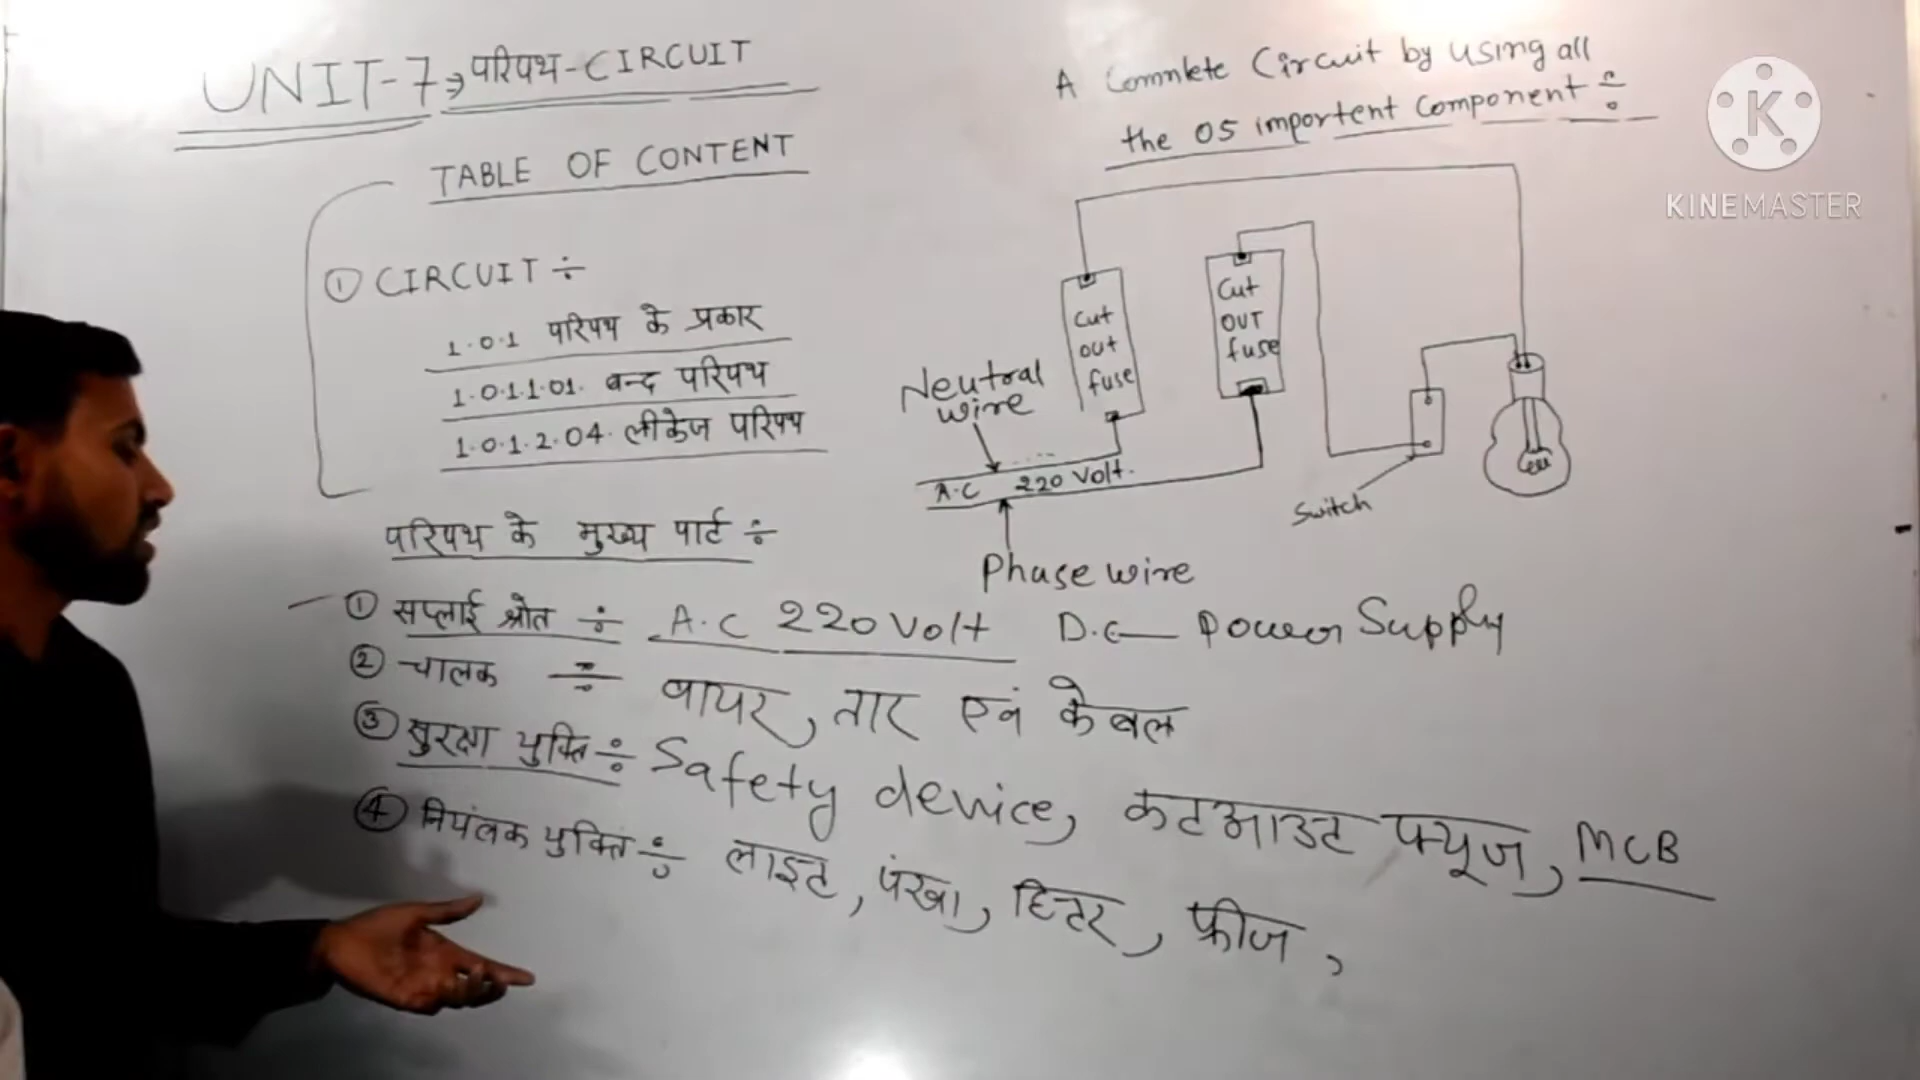 UNIT-7⇒परिपथ-CIRCUIT
TABLE OF CONTENT
① CIRCUIT ÷
1.0.1 परिपथ के प्रकार
1.0.1.1.01. बन्द परिपथ
1.0.1.2.04. लीकेज परिपथ
परिपथ के मुख्य पार्ट ÷
① सप्लाई श्रोत ÷ A.C 220 Volt D.C— Power Supply
② चालक ÷ वायर, तार एवं केबल
③ सुरक्षा युक्ति ÷ Safety device, कटआउट फ्यूज, MCB
④ नियंत्रक युक्ति ÷ लाइट, पंखा, हिटर, फ्रीज,
A Comnlete Circuit by using all
the 05 importent component ÷
Cut
out
fuse
Cut
OUT
fuse
Neutral
wire
A.C 220 Volt.
Switch
Phase wire
K
KINEMASTER